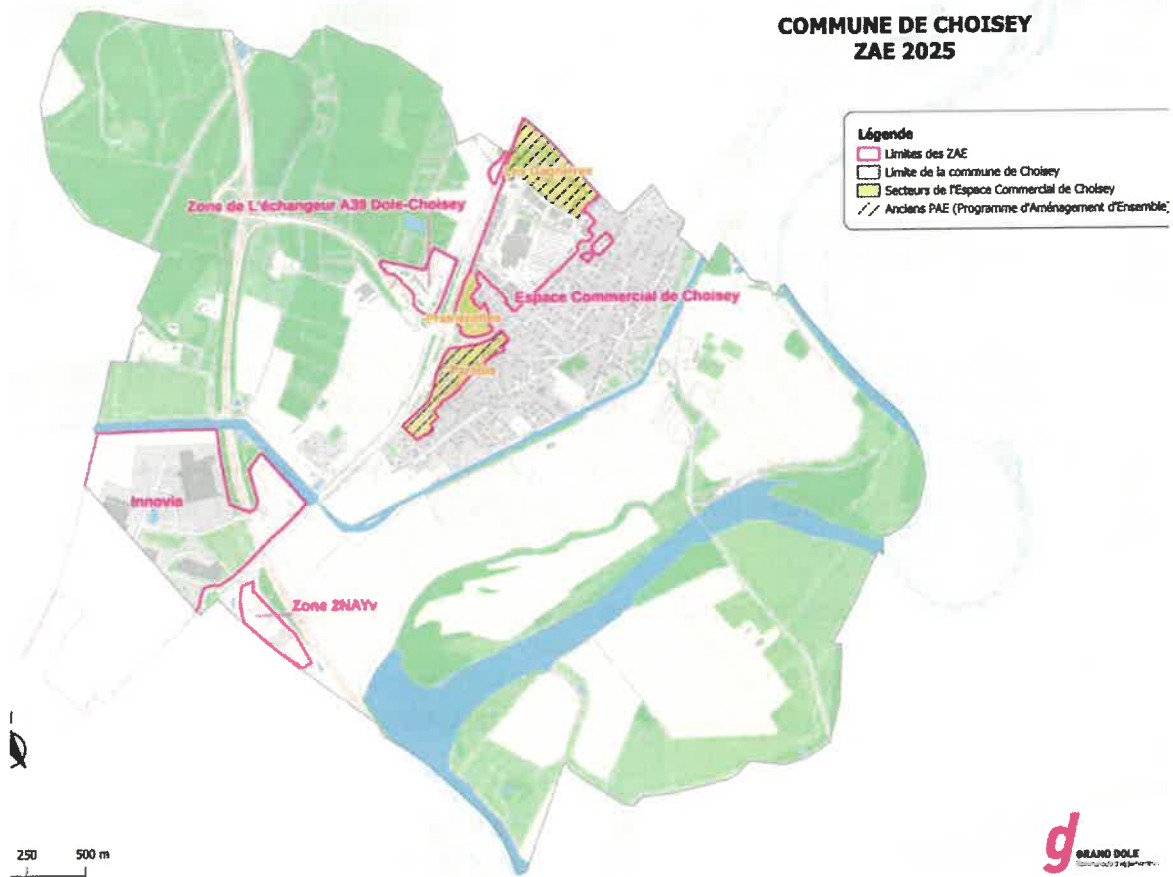 COMMUNE DE CHOISEY
ZAE 2025
Légende
Limites des ZAE
Limite de la commune de Choisey
Secteurs de l'Espace Commercial de Choisey
Anciens PAE (Programme d'Aménagement d'Ensemble)
Zone de L'échangeur A39 Dole-Choisey
Espace Commercial de Choisey
Innovia
Zone 2NAYv
250 500 m
gd
GRAND DOLE